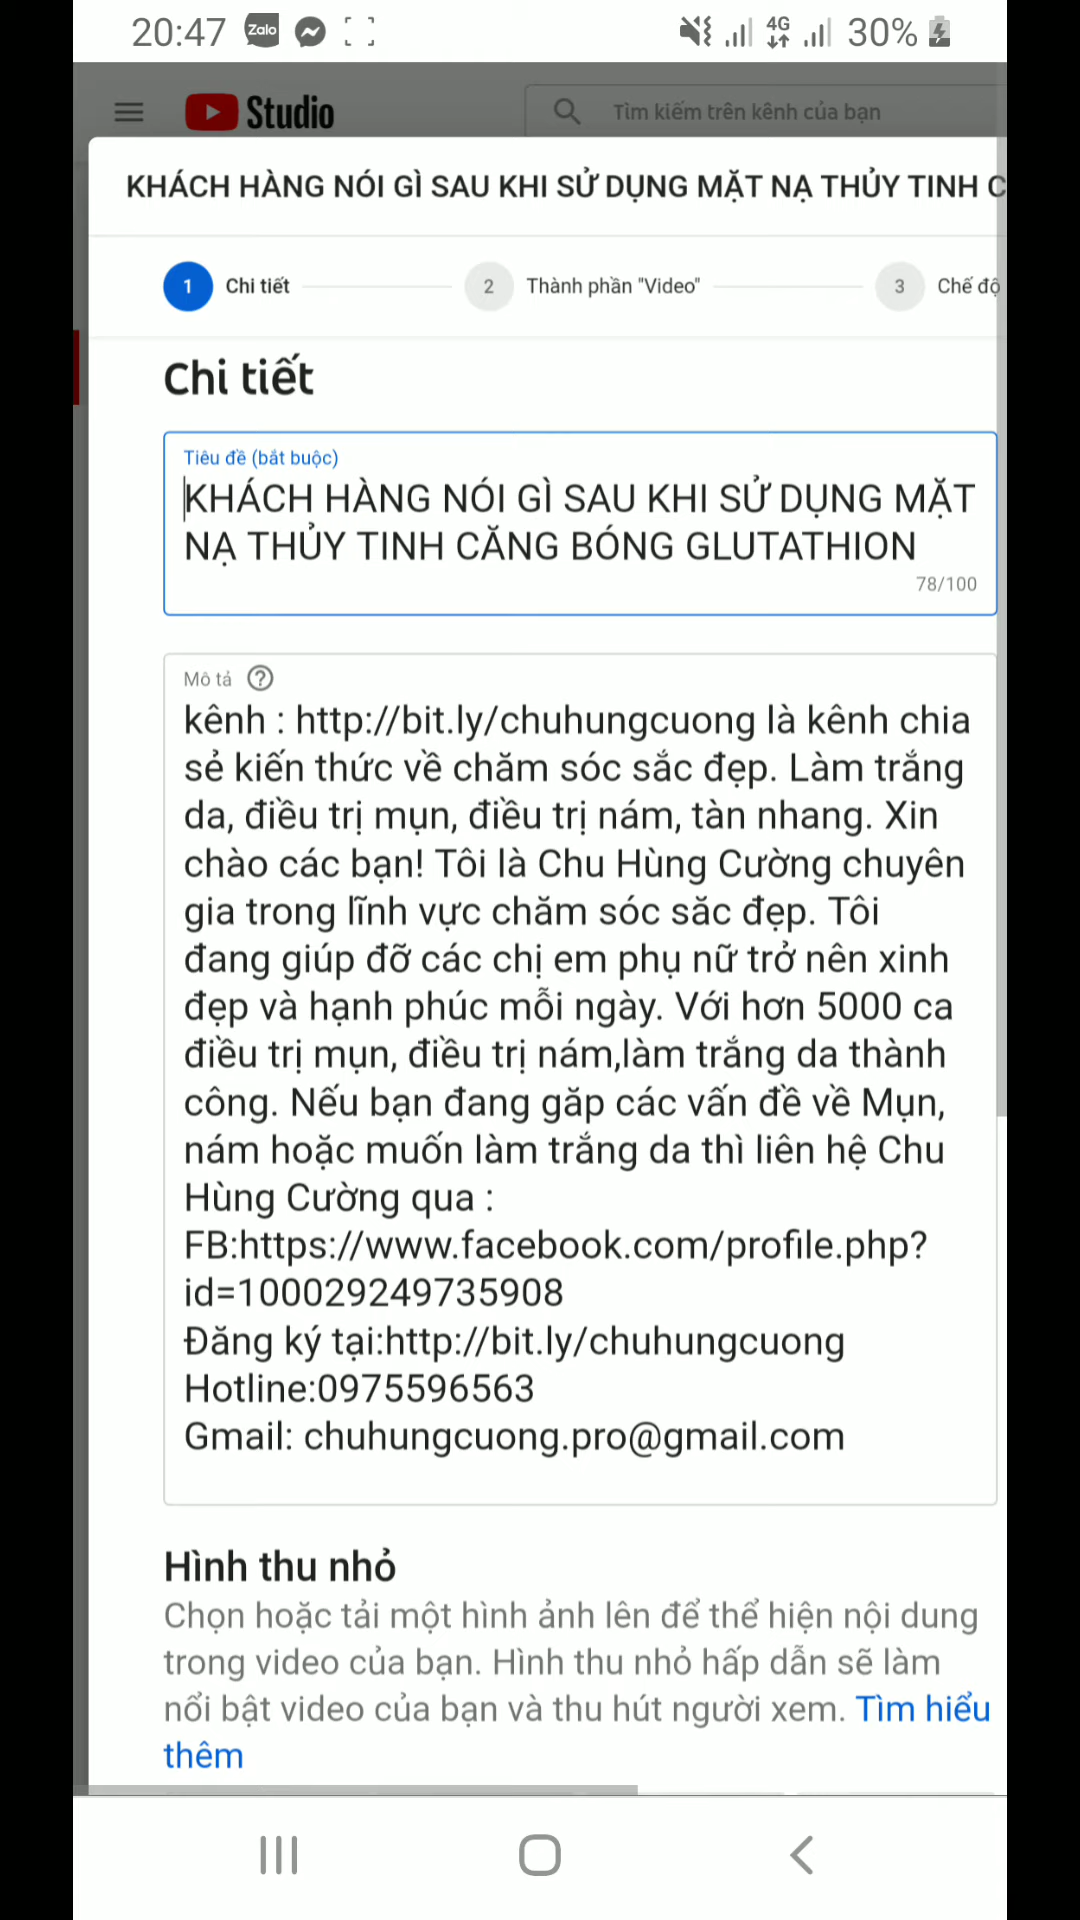 20:47 Zalo 4G 30%
Studio Tìm kiếm trên kênh của bạn
KHÁCH HÀNG NÓI GÌ SAU KHI SỬ DỤNG MẶT NẠ THỦY TINH C
1 Chi tiết 2 Thành phần "Video" 3 Chế độ
Chi tiết
Tiêu đề (bắt buộc)
KHÁCH HÀNG NÓI GÌ SAU KHI SỬ DỤNG MẶT
NẠ THỦY TINH CĂNG BÓNG GLUTATHION
78/100
Mô tả
kênh : http://bit.ly/chuhungcuong là kênh chia
sẻ kiến thức về chăm sóc sắc đẹp. Làm trắng
da, điều trị mụn, điều trị nám, tàn nhang. Xin
chào các bạn! Tôi là Chu Hùng Cường chuyên
gia trong lĩnh vực chăm sóc săc đẹp. Tôi
đang giúp đỡ các chị em phụ nữ trở nên xinh
đẹp và hạnh phúc mỗi ngày. Với hơn 5000 ca
điều trị mụn, điều trị nám,làm trắng da thành
công. Nếu bạn đang găp các vấn đề về Mụn,
nám hoặc muốn làm trắng da thì liên hệ Chu
Hùng Cường qua :
FB:https://www.facebook.com/profile.php?
id=100029249735908
Đăng ký tại:http://bit.ly/chuhungcuong
Hotline:0975596563
Gmail: chuhungcuong.pro@gmail.com
Hình thu nhỏ
Chọn hoặc tải một hình ảnh lên để thể hiện nội dung
trong video của bạn. Hình thu nhỏ hấp dẫn sẽ làm
nổi bật video của bạn và thu hút người xem. Tìm hiểu
thêm